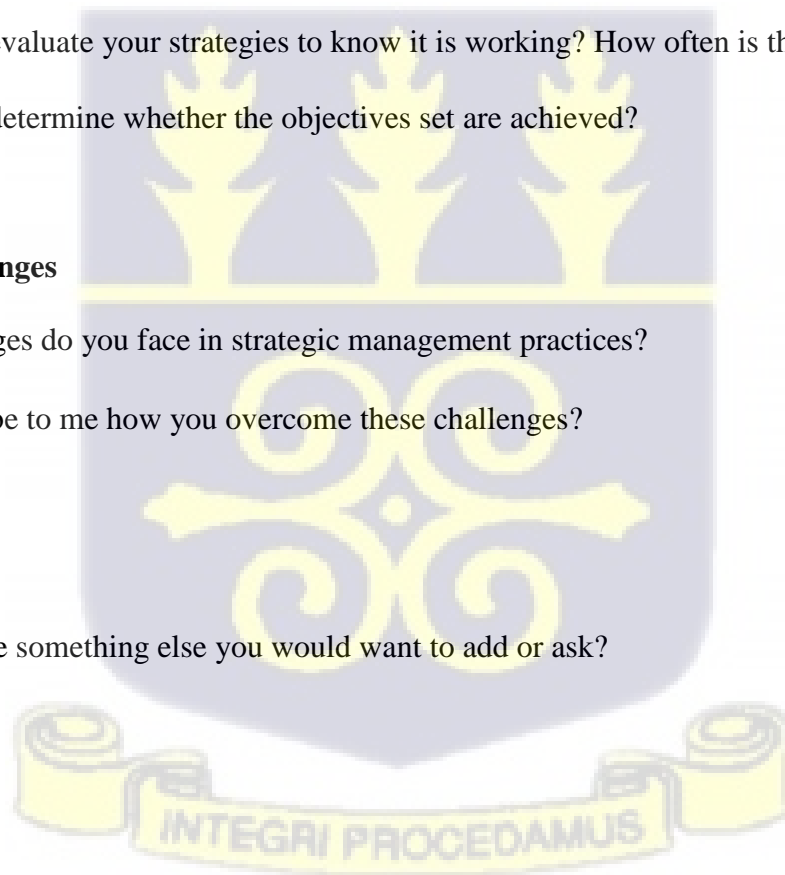 evaluate your strategies to know it is working? How often is th
determine whether the objectives set are achieved?
nges
ges do you face in strategic management practices?
be to me how you overcome these challenges?
e something else you would want to add or ask?
INTEGRI PROCEDAMUS